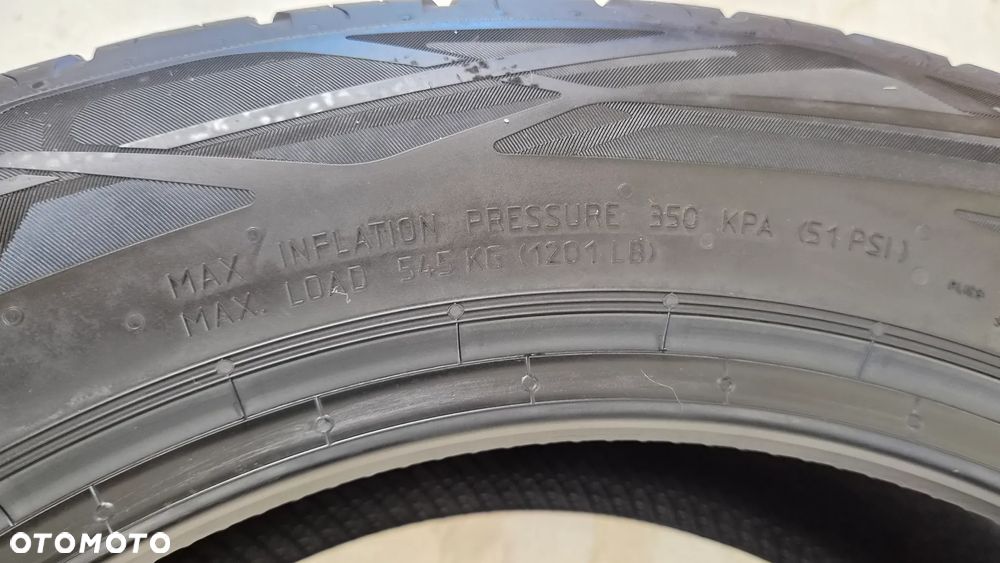 MAX INFLATION PRESSURE 350 KPA (51 PSI)
MAX. LOAD 545 KG (1201 LB)
OTOMOTO